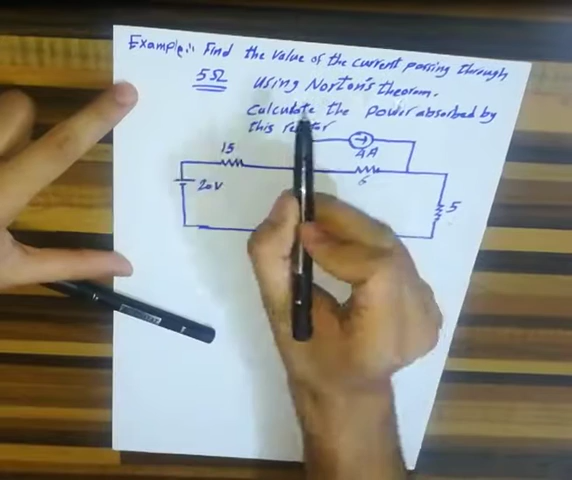 Example:: Find the value of the current passing through
5Ω using Norton's theorem.
Calculate the Power absorbed by
this resistor
4A
15
6
20V
5